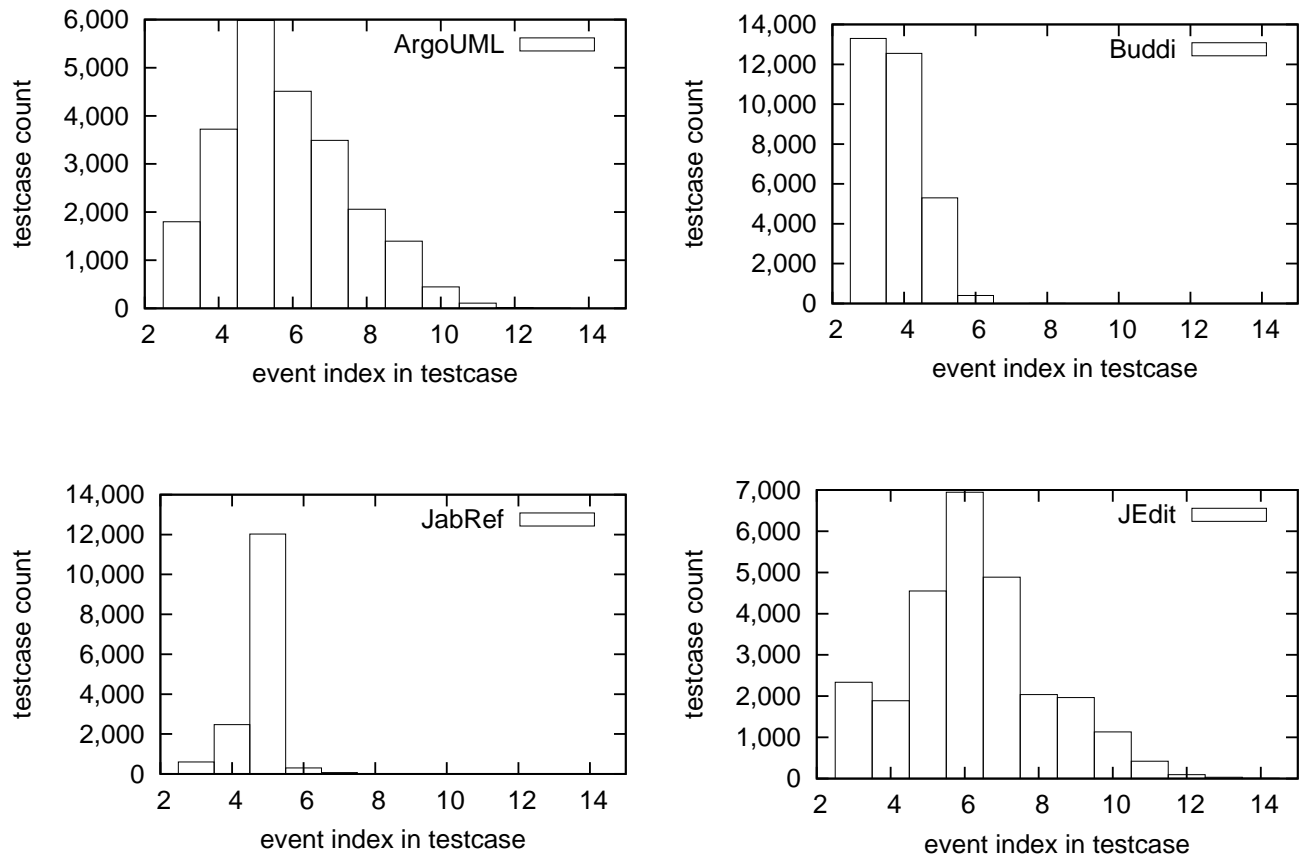 6,000
5,000
4,000
3,000
2,000
1,000
0
testcase count
ArgoUML
2 4 6 8 10 12 14
event index in testcase
14,000
12,000
10,000
8,000
6,000
4,000
2,000
0
testcase count
Buddi
2 4 6 8 10 12 14
event index in testcase
14,000
12,000
10,000
8,000
6,000
4,000
2,000
0
testcase count
JabRef
2 4 6 8 10 12 14
event index in testcase
7,000
6,000
5,000
4,000
3,000
2,000
1,000
0
testcase count
JEdit
2 4 6 8 10 12 14
event index in testcase